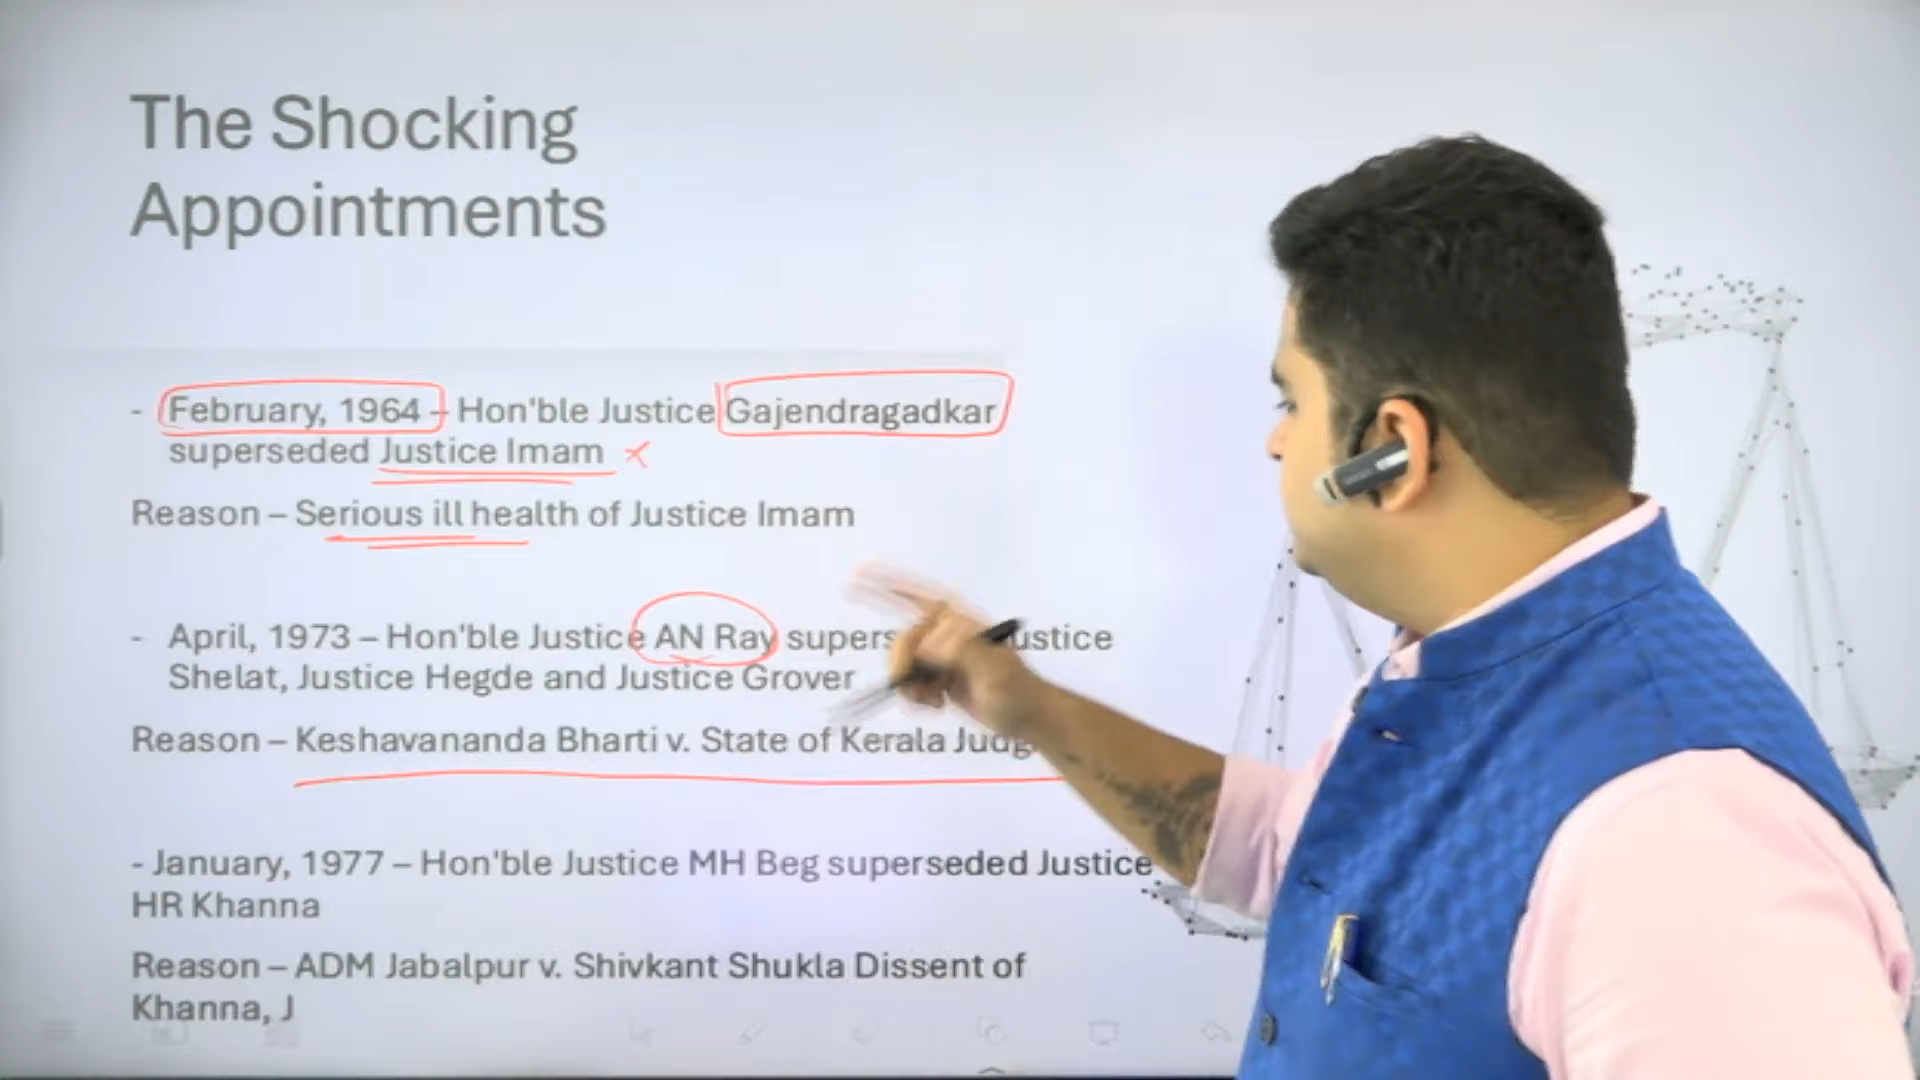 The Shocking
Appointments
- February, 1964 – Hon'ble Justice Gajendragadkar
superseded Justice Imam
Reason – Serious ill health of Justice Imam
- April, 1973 – Hon'ble Justice AN Ray
Shelat, Justice Hegde and Justice Grover
Reason – Keshavananda Bharti v. State of Kerala
- January, 1977 – Hon'ble Justice MH Beg superseded Justice
HR Khanna
Reason – ADM Jabalpur v. Shivkant Shukla Dissent of
Khanna, J